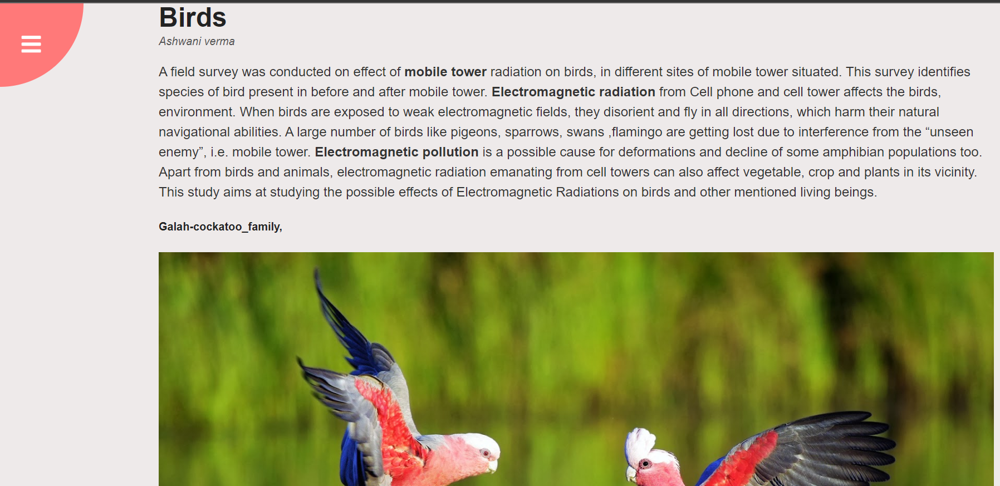 Birds
Ashwani verma
A field survey was conducted on effect of mobile tower radiation on birds, in different sites of mobile tower situated. This survey identifies
species of bird present in before and after mobile tower. Electromagnetic radiation from Cell phone and cell tower affects the birds,
environment. When birds are exposed to weak electromagnetic fields, they disorient and fly in all directions, which harm their natural
navigational abilities. A large number of birds like pigeons, sparrows, swans ,flamingo are getting lost due to interference from the “unseen
enemy”, i.e. mobile tower. Electromagnetic pollution is a possible cause for deformations and decline of some amphibian populations too.
Apart from birds and animals, electromagnetic radiation emanating from cell towers can also affect vegetable, crop and plants in its vicinity.
This study aims at studying the possible effects of Electromagnetic Radiations on birds and other mentioned living beings.
Galah-cockatoo_family,